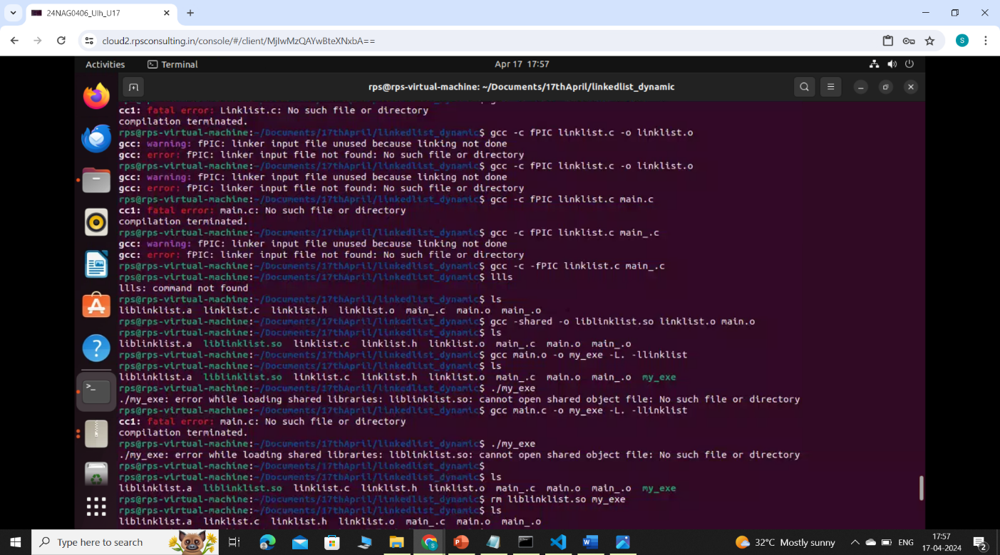 24NAG0406_Ulh_U17
cloud2.rpsconsulting.in/console/#/client/MjIwMzQAYwBteXNxbA==
S
Activities Terminal Apr 17 17:57
rps@rps-virtual-machine: ~/Documents/17thApril/linkedlist_dynamic
cc1: fatal error: Linklist.c: No such file or directory
compilation terminated.
rps@rps-virtual-machine:~/Documents/17thApril/linkedlist_dynamic$ gcc -c fPIC linklist.c -o linklist.o
gcc: warning: fPIC: linker input file unused because linking not done
gcc: error: fPIC: linker input file not found: No such file or directory
rps@rps-virtual-machine:~/Documents/17thApril/linkedlist_dynamic$ gcc -c fPIC linklist.c -o linklist.o
gcc: warning: fPIC: linker input file unused because linking not done
gcc: error: fPIC: linker input file not found: No such file or directory
rps@rps-virtual-machine:~/Documents/17thApril/linkedlist_dynamic$ gcc -c fPIC linklist.c main.c
cc1: fatal error: main.c: No such file or directory
compilation terminated.
rps@rps-virtual-machine:~/Documents/17thApril/linkedlist_dynamic$ gcc -c fPIC linklist.c main_.c
gcc: warning: fPIC: linker input file unused because linking not done
gcc: error: fPIC: linker input file not found: No such file or directory
rps@rps-virtual-machine:~/Documents/17thApril/linkedlist_dynamic$ gcc -c -fPIC linklist.c main_.c
rps@rps-virtual-machine:~/Documents/17thApril/linkedlist_dynamic$ llls
llls: command not found
rps@rps-virtual-machine:~/Documents/17thApril/linkedlist_dynamic$ ls
liblinklist.a linklist.c linklist.h linklist.o main_.c main.o main_.o
rps@rps-virtual-machine:~/Documents/17thApril/linkedlist_dynamic$ gcc -shared -o liblinklist.so linklist.o main.o
rps@rps-virtual-machine:~/Documents/17thApril/linkedlist_dynamic$ ls
liblinklist.a liblinklist.so linklist.c linklist.h linklist.o main_.c main.o main_.o
rps@rps-virtual-machine:~/Documents/17thApril/linkedlist_dynamic$ gcc main.o -o my_exe -L. -llinklist
rps@rps-virtual-machine:~/Documents/17thApril/linkedlist_dynamic$ ls
liblinklist.a liblinklist.so linklist.c linklist.h linklist.o main_.c main.o main_.o my_exe
rps@rps-virtual-machine:~/Documents/17thApril/linkedlist_dynamic$ ./my_exe
./my_exe: error while loading shared libraries: liblinklist.so: cannot open shared object file: No such file or directory
rps@rps-virtual-machine:~/Documents/17thApril/linkedlist_dynamic$ gcc main.c -o my_exe -L. -llinklist
cc1: fatal error: main.c: No such file or directory
compilation terminated.
rps@rps-virtual-machine:~/Documents/17thApril/linkedlist_dynamic$ ./my_exe
./my_exe: error while loading shared libraries: liblinklist.so: cannot open shared object file: No such file or directory
rps@rps-virtual-machine:~/Documents/17thApril/linkedlist_dynamic$
rps@rps-virtual-machine:~/Documents/17thApril/linkedlist_dynamic$ ls
liblinklist.a liblinklist.so linklist.c linklist.h linklist.o main_.c main.o main_.o my_exe
rps@rps-virtual-machine:~/Documents/17thApril/linkedlist_dynamic$ rm liblinklist.so my_exe
rps@rps-virtual-machine:~/Documents/17thApril/linkedlist_dynamic$ ls
liblinklist.a linklist.c linklist.h linklist.o main_.c main.o main_.o
Type here to search
32°C Mostly sunny
ENG
17:57
17-04-2024
2